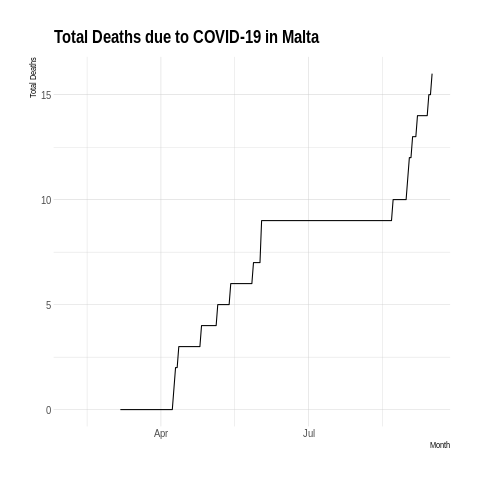 Total Deaths due to COVID-19 in Malta
Total Deaths
15
10
5
0
Apr
Jul
Month